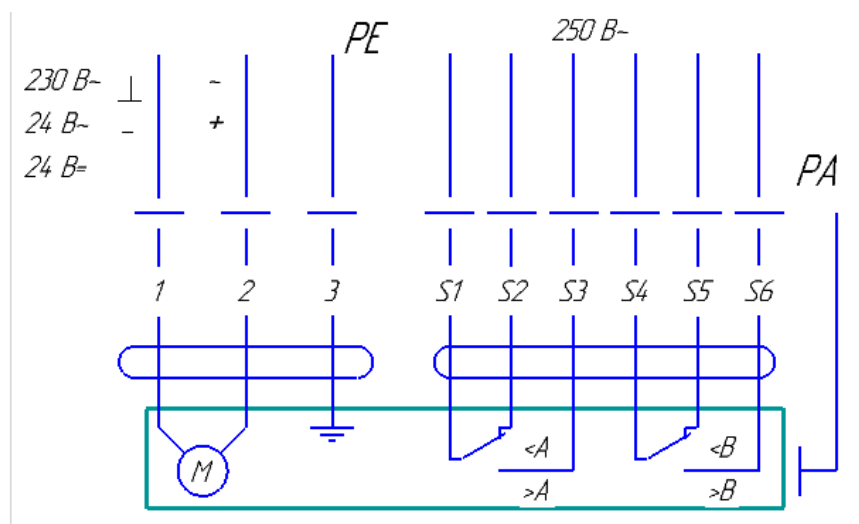 PE
250 В~
230 В~ ⊥ ~
24 В~ - +
24 В=
PA
1 2 3 S1 S2 S3 S4 S5 S6
<A <B
M
>A >B